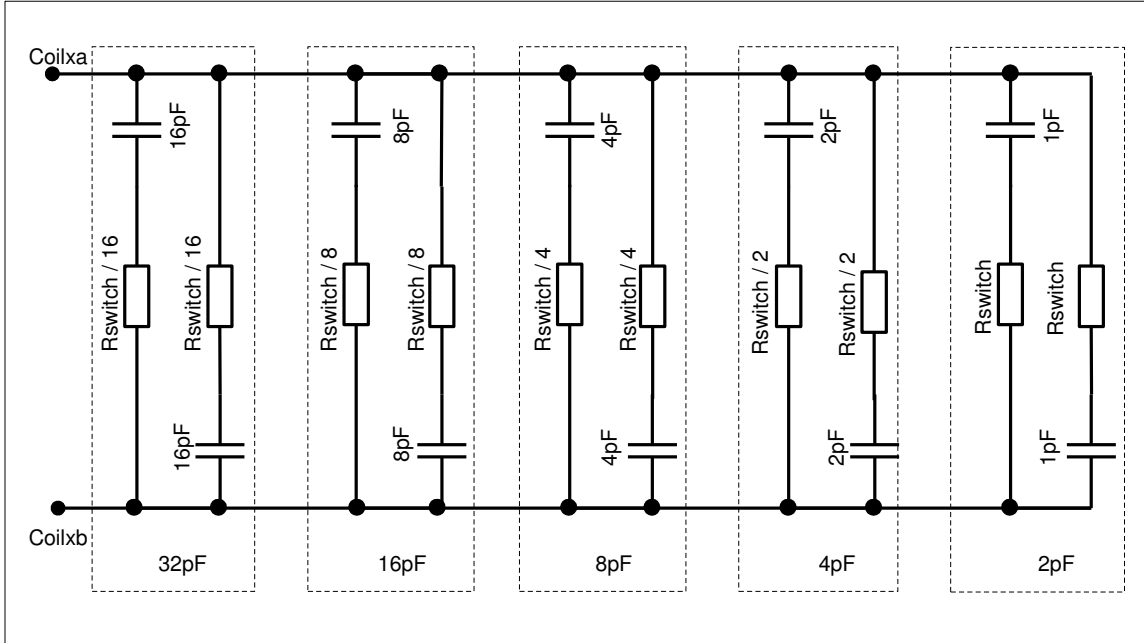 Coilxa
16pF
8pF
4pF
2pF
1pF
Rswitch / 16
Rswitch / 16
Rswitch / 8
Rswitch / 8
Rswitch / 4
Rswitch / 4
Rswitch / 2
Rswitch / 2
Rswitch
Rswitch
16pF
8pF
4pF
2pF
1pF
Coilxb
32pF
16pF
8pF
4pF
2pF